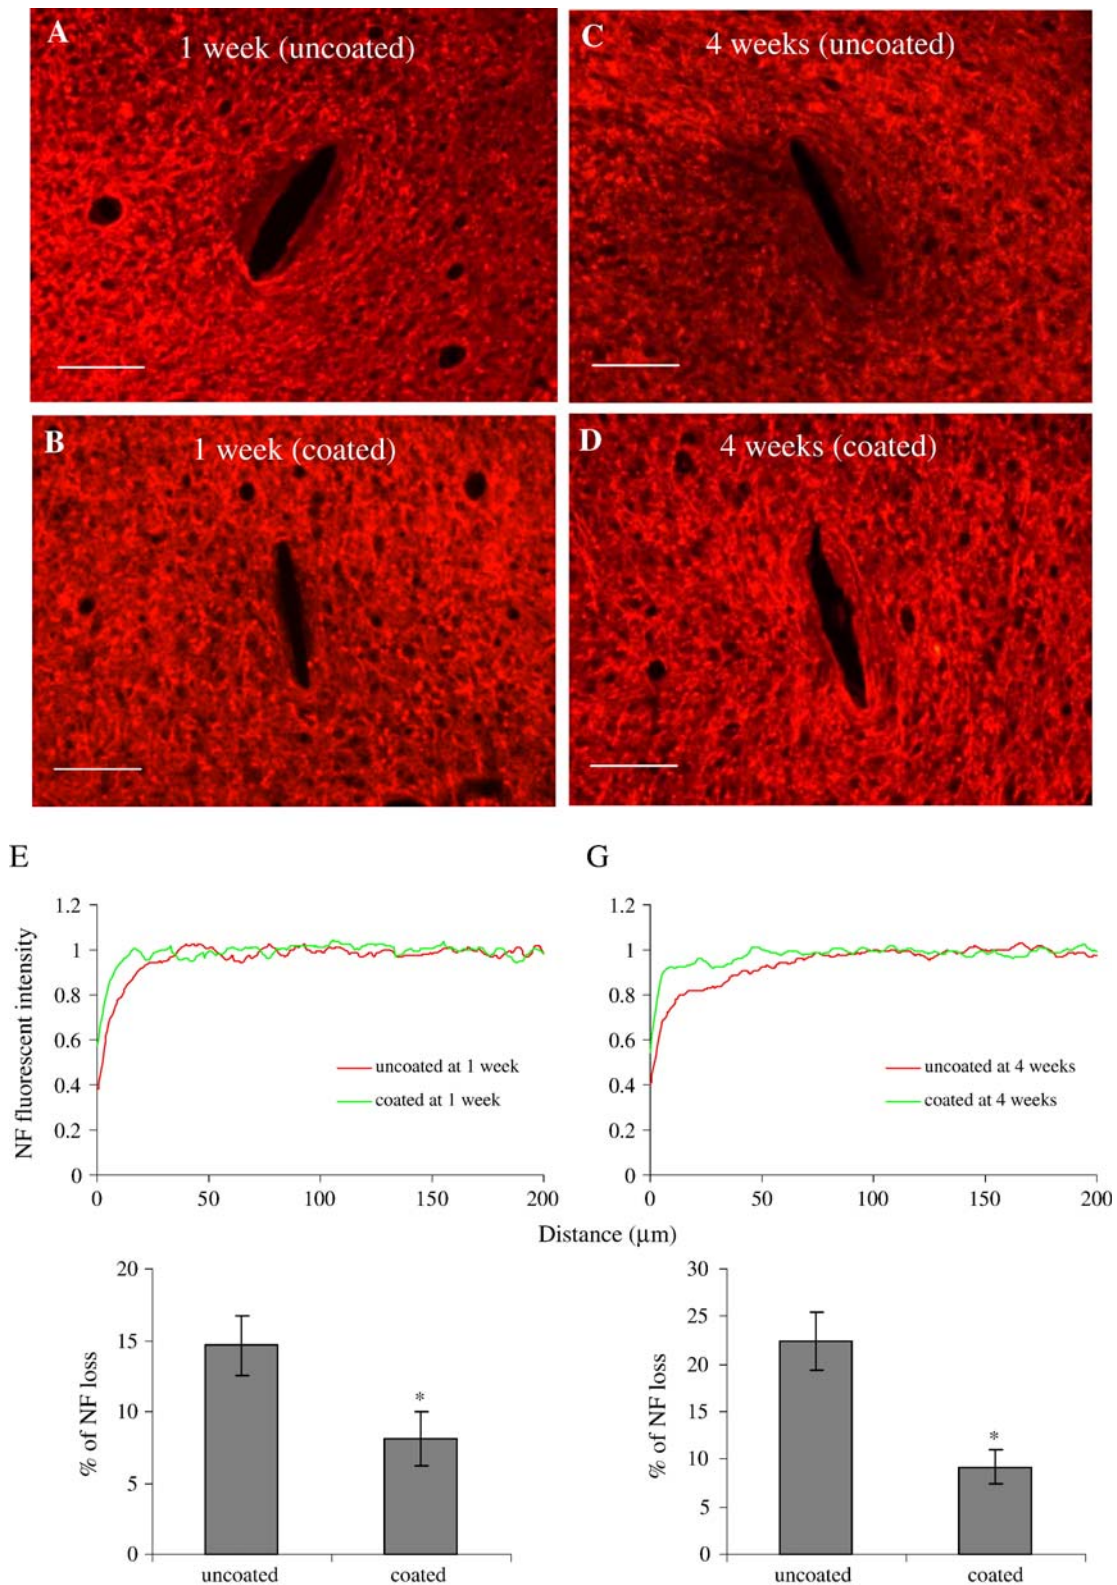 A
1 week (uncoated)
C
4 weeks (uncoated)
B
1 week (coated)
D
4 weeks (coated)
E
G
NF fluorescent intensity
1.2
1
0.8
0.6
0.4
0.2
0
uncoated at 1 week
coated at 1 week
0 50 100 150 200
1.2
1
0.8
0.6
0.4
0.2
0
uncoated at 4 weeks
coated at 4 weeks
0 50 100 150 200
Distance (μm)
% of NF loss
20
15
10
5
0
*
uncoated coated
% of NF loss
30
25
20
15
10
5
0
*
uncoated coated